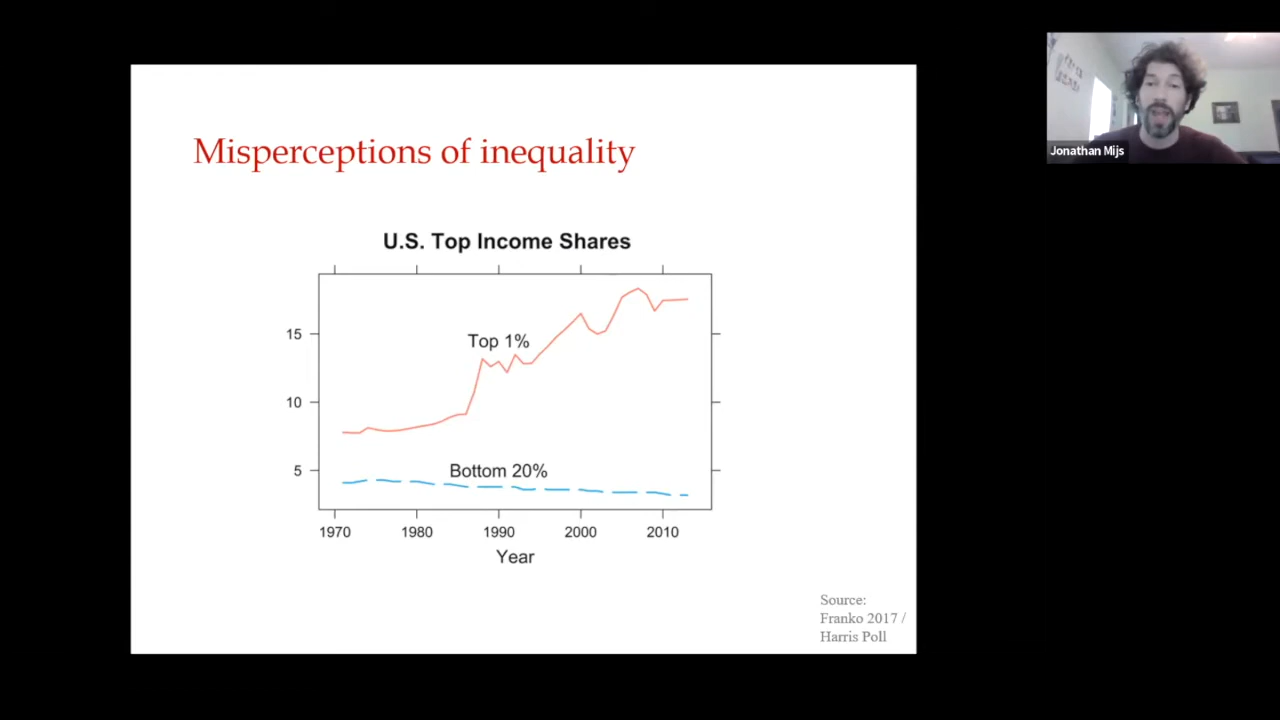 Misperceptions of inequality
Jonathan Mijs
U.S. Top Income Shares
15
Top 1%
10
5
Bottom 20%
1970 1980 1990 2000 2010
Year
Source:
Franko 2017 /
Harris Poll